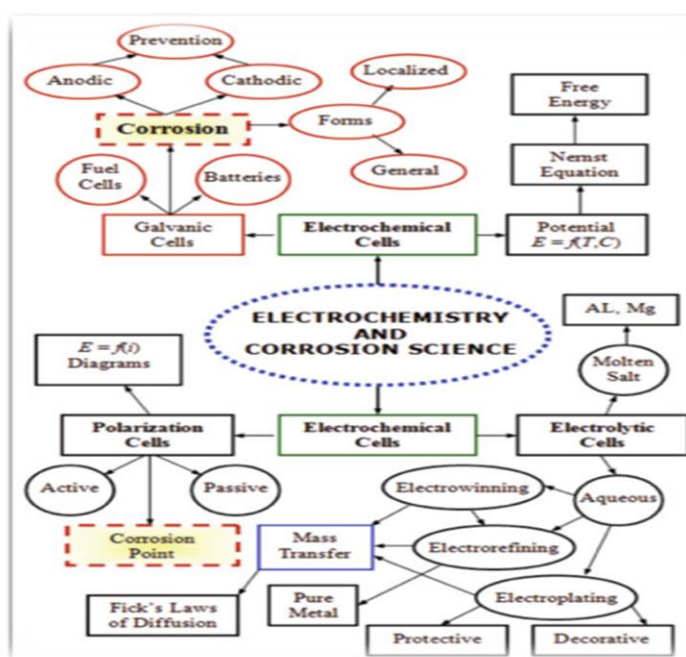 Prevention
Anodic
Cathodic
Localized
Corrosion
Forms
General
Free
Energy
Nernst
Equation
Fuel
Cells
Batteries
Galvanic
Cells
Electrochemical
Cells
Potential
E = f(T,C)
ELECTROCHEMISTRY
AND
CORROSION SCIENCE
AL, Mg
Molten
Salt
E = f(i)
Diagrams
Polarization
Cells
Electrochemical
Cells
Electrolytic
Cells
Active
Passive
Electrowinning
Aqueous
Corrosion
Point
Mass
Transfer
Electrorefining
Fick's Laws
of Diffusion
Pure
Metal
Electroplating
Protective
Decorative